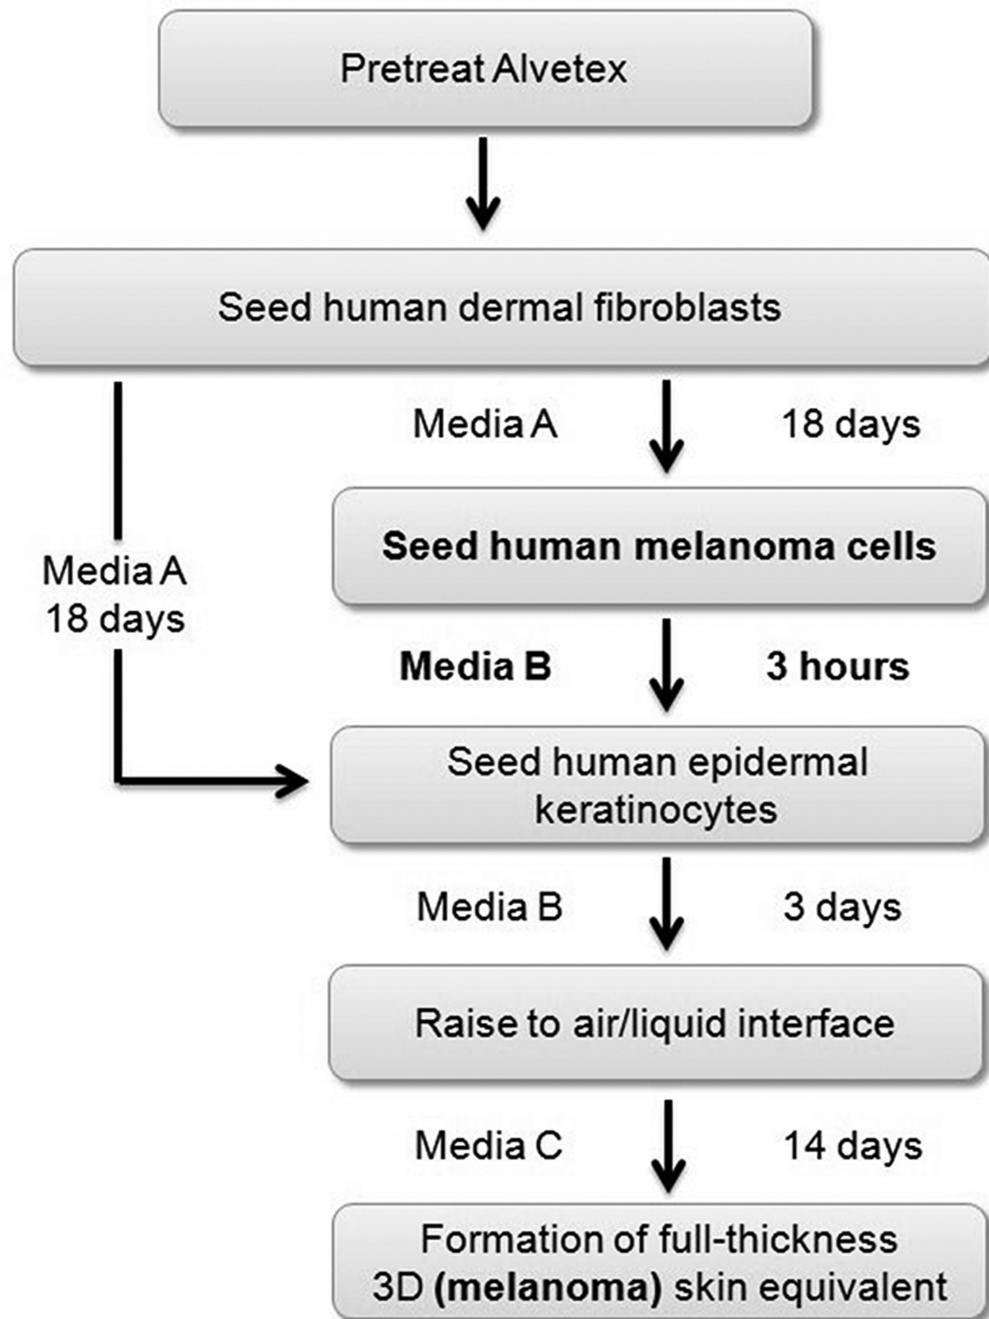 Pretreat Alvetex
Seed human dermal fibroblasts
Media A 18 days
Seed human melanoma cells
Media A
18 days
Media B 3 hours
Seed human epidermal
keratinocytes
Media B 3 days
Raise to air/liquid interface
Media C 14 days
Formation of full-thickness
3D (melanoma) skin equivalent